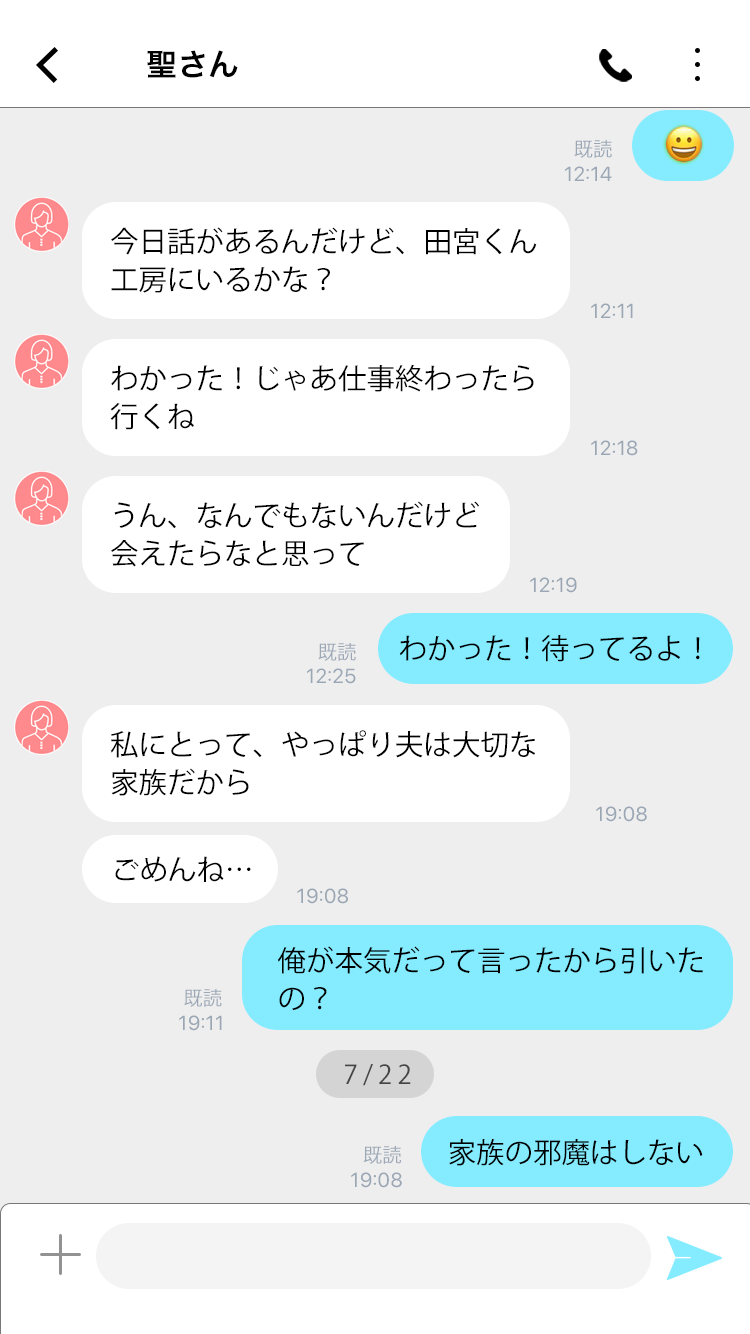 聖さん
既読
12:14
😀
今日話があるんだけど、田宮くん
工房にいるかな？
12:11
わかった！じゃあ仕事終わったら
行くね
12:18
うん、なんでもないんだけど
会えたらなと思って
12:19
既読
12:25
わかった！待ってるよ！
私にとって、やっぱり夫は大切な
家族だから
19:08
ごめんね…
19:08
俺が本気だって言ったから引いた
の？
既読
19:11
7/22
既読
19:08
家族の邪魔はしない